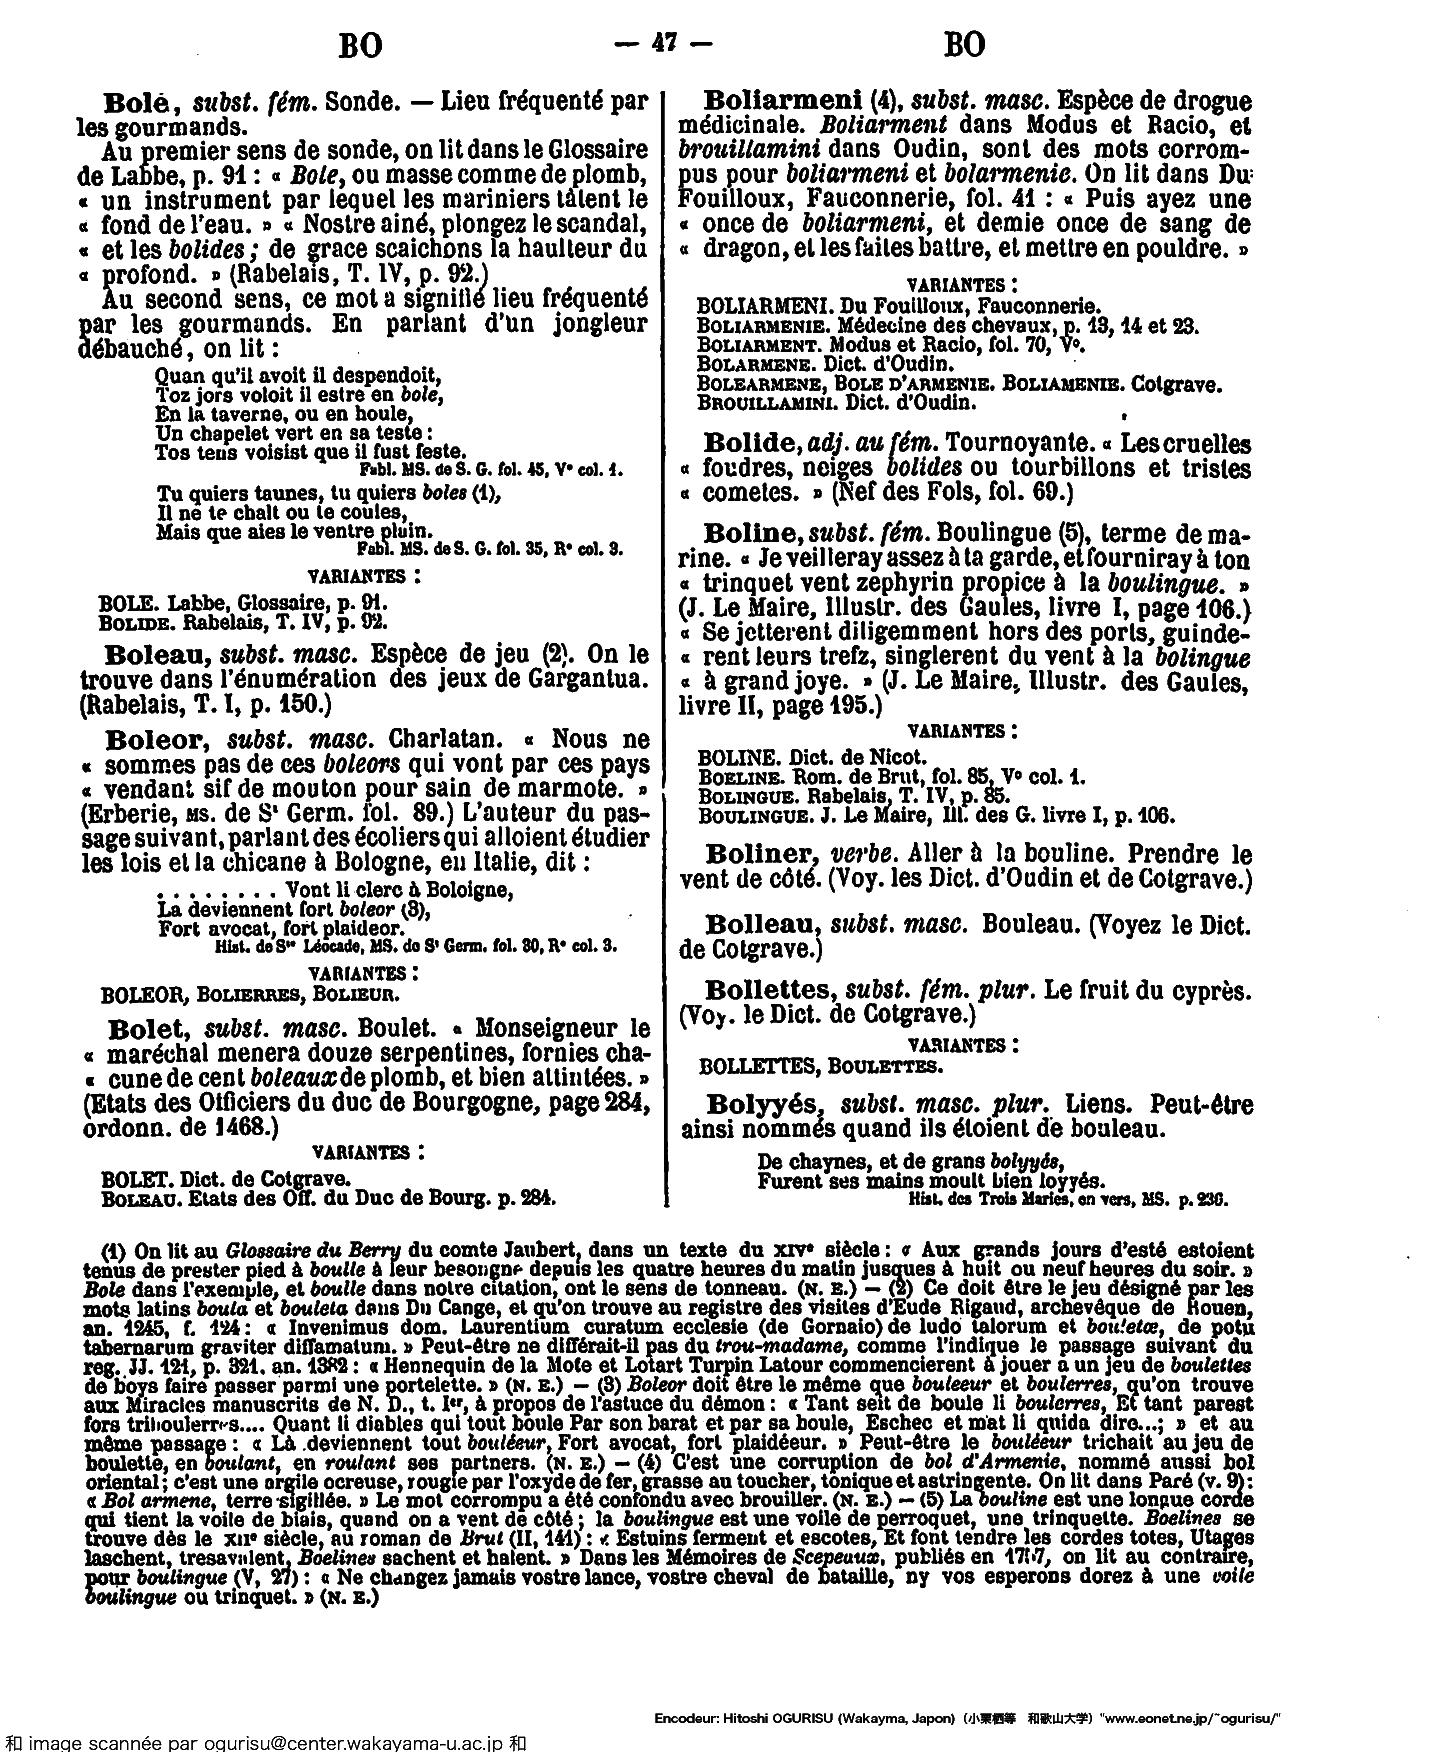 BO — 47 — BO
Bole, subst. fém. Sonde. — Lieu fréquenté par
les gourmands.
Au premier sens de sonde, on lit dans le Glossaire
de Labbe, p. 91 : « Bole, ou masse comme de plomb,
« un instrument par lequel les mariniers tâtent le
« fond de l'eau. » « Nostre ainé, plongez le scandal,
« et les bolides ; de grace scaichons la haulteur du
« profond. » (Rabelais, T. IV, p. 92.)
Au second sens, ce mot a signifié lieu fréquenté
par les gourmands. En parlant d'un jongleur
débauché, on lit :
Quan qu'il avoit il despendoit,
Toz jors voloit il estre en bole,
En la taverne, ou en houle,
Un chapelet vert en sa teste :
Tos tens voisist que il fust feste.
Fabl. MS. de S. G. fol. 45, Vº col. 1.
Tu quiers taunes, tu quiers boles (1),
Il ne te chalt ou te coules,
Mais que aies le ventre pluin.
Fabl. MS. de S. G. fol. 35, Rº col. 3.
VARIANTES :
BOLE. Labbe, Glossaire, p. 91.
BOLIDE. Rabelais, T. IV, p. 92.
Boleau, subst. masc. Espèce de jeu (2). On le
trouve dans l'énumération des jeux de Gargantua.
(Rabelais, T. I, p. 150.)
Boleor, subst. masc. Charlatan. « Nous ne
« sommes pas de ces boleors qui vont par ces pays
« vendant sif de mouton pour sain de marmote. »
(Erberie, MS. de Sᵗ Germ. fol. 89.) L'auteur du pas-
sage suivant, parlant des écoliers qui alloient étudier
les lois et la chicane à Bologne, en Italie, dit :
. . . . . . . . Vont li clerc à Boloigne,
La deviennent fort boleor (3),
Fort avocat, fort plaideor.
Hist. de Sᵗᵉ Léocade, MS. de Sᵗ Germ. fol. 30, Rº col. 3.
VARIANTES :
BOLEOR, BOLIERRES, BOLIEUR.
Bolet, subst. masc. Boulet. « Monseigneur le
« maréchal menera douze serpentines, fornies cha-
« cune de cent boleaux de plomb, et bien attintées. »
(Etats des Officiers du duc de Bourgogne, page 284,
ordonn. de 1468.)
VARIANTES :
BOLET. Dict. de Cotgrave.
BOLEAU. Etats des Off. du Duc de Bourg. p. 284.
Boliarmeni (4), subst. masc. Espèce de drogue
médicinale. Boliarment dans Modus et Racio, et
brouillamini dans Oudin, sont des mots corrom-
pus pour boliarmeni et bolarmenie. On lit dans Du
Fouilloux, Fauconnerie, fol. 41 : « Puis ayez une
« once de boliarmeni, et demie once de sang de
« dragon, et les faites battre, et mettre en pouldre. »
VARIANTES :
BOLIARMENI. Du Fouilloux, Fauconnerie.
BOLIARMENIE. Médecine des chevaux, p. 13, 14 et 23.
BOLIARMENT. Modus et Racio, fol. 70, Vº.
BOLARMENE. Dict. d'Oudin.
BOLEARMENE, BOLE D'ARMENIE. BOLIAMENIE. Cotgrave.
BROUILLAMINI. Dict. d'Oudin.
Bolide, adj. au fém. Tournoyante. « Les cruelles
« foudres, neiges bolides ou tourbillons et tristes
« cometes. » (Nef des Fols, fol. 69.)
Boline, subst. fém. Boulingue (5), terme de ma-
rine. « Je veilleray assez à ta garde, et fourniray à ton
« trinquet vent zephyrin propice à la boulingue. »
(J. Le Maire, Illustr. des Gaules, livre I, page 106.)
« Se jetterent diligemment hors des ports, guinde-
« rent leurs trefz, singlerent du vent à la bolingue
« à grand joye. » (J. Le Maire, Illustr. des Gaules,
livre II, page 195.)
VARIANTES :
BOLINE. Dict. de Nicot.
BOELINE. Rom. de Brut, fol. 85, Vº col. 1.
BOLINGUE. Rabelais, T. IV, p. 85.
BOULINGUE. J. Le Maire, Ill. des G. livre I, p. 106.
Boliner, verbe. Aller à la bouline. Prendre le
vent de côté. (Voy. les Dict. d'Oudin et de Cotgrave.)
Bolleau, subst. masc. Bouleau. (Voyez le Dict.
de Cotgrave.)
Bollettes, subst. fém. plur. Le fruit du cyprès.
(Voy. le Dict. de Cotgrave.)
VARIANTES :
BOLLETTES, BOULETTES.
Bolyyés, subst. masc. plur. Liens. Peut-être
ainsi nommés quand ils étoient de bouleau.
De chaynes, et de grans bolyyés,
Furent ses mains moult bien loyyés.
Hist. des Trois Maries, en vers, MS. p. 230.
(1) On lit au Glossaire du Berry du comte Jaubert, dans un texte du XIVᵉ siècle : « Aux grands jours d'esté estoient
tenus de prester pied à boulle à leur besongne depuis les quatre heures du matin jusques à huit ou neuf heures du soir. »
Bole dans l'exemple, et boulle dans notre citation, ont le sens de tonneau. (N. E.) — (2) Ce doit être le jeu désigné par les
mots latins boula et bouleta dans Du Cange, et qu'on trouve au registre des visites d'Eude Rigaud, archevêque de Rouen,
an. 1245, f. 124 : « Invenimus dom. Laurentium curatum ecclesie (de Gornaio) de ludo talorum et bouletæ, de potu
tabernarum graviter diffamatum. » Peut-être ne différait-il pas du trou-madame, comme l'indique le passage suivant du
reg. JJ. 121, p. 321. an. 1382 : « Hennequin de la Mote et Lotart Turpin Latour commencierent à jouer a un jeu de boulettes
de boys faire passer parmi une portelette. » (N. E.) — (3) Boleor doit être le même que bouleeur et boulerres, qu'on trouve
aux Miracles manuscrits de N. D., t. Iᵉʳ, à propos de l'astuce du démon : « Tant seit de boule li boulerres, Et tant parest
fors triboulerres.... Quant li diables qui tout boule Par son barat et par sa boule, Eschec et mat li quida dire...; » et au
même passage : « Là deviennent tout bouléeur, Fort avocat, fort plaidéeur. » Peut-être le bouléeur trichait au jeu de
boulette, en boulant, en roulant ses partners. (N. E.) — (4) C'est une corruption de bol d'Armenie, nommé aussi bol
oriental ; c'est une argile ocreuse, rougie par l'oxyde de fer, grasse au toucher, tonique et astringente. On lit dans Paré (v. 9) :
« Bol armene, terre sigillée. » Le mot corrompu a été confondu avec brouiller. (N. E.) — (5) La bouline est une longue corde
qui tient la voile de biais, quand on a vent de côté ; la boulingue est une voile de perroquet, une trinquette. Boelines se
trouve dès le XIIᵉ siècle, au roman de Brut (II, 141) : « Estuins ferment et escotes, Et font tendre les cordes totes, Utages
laschent, tresavalent, Boelines sachent et halent. » Dans les Mémoires de Scepeaux, publiés en 1757, on lit au contraire,
pour boulingue (V, 27) : « Ne changez jamais vostre lance, vostre cheval de bataille, ny vos esperons dorez à une voile
boulingue ou trinquet. » (N. E.)
Encodeur: Hitoshi OGURISU (Wakayma, Japon) (小栗栖等 和歌山大学) "www.eonet.ne.jp/~ogurisu/"
和 image scannée par ogurisu@center.wakayama-u.ac.jp 和